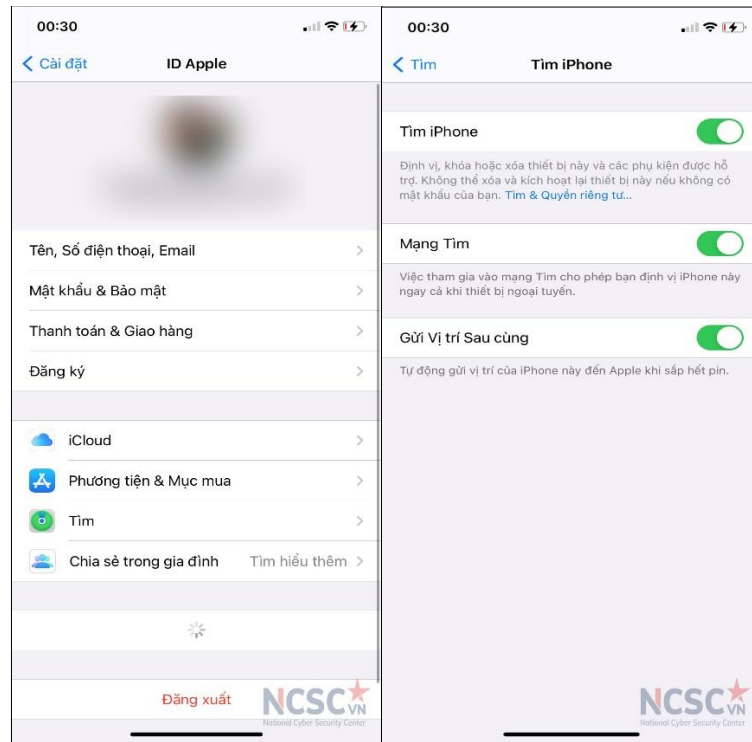 00:30
Cài đặt
ID Apple
Tên, Số điện thoại, Email
Mật khẩu & Bảo mật
Thanh toán & Giao hàng
Đăng ký
iCloud
Phương tiện & Mục mua
Tìm
Chia sẻ trong gia đình Tìm hiểu thêm
Đăng xuất
NCSC VN
National Cyber Security Center
00:30
Tìm
Tìm iPhone
Tìm iPhone
Định vị, khóa hoặc xóa thiết bị này và các phụ kiện được hỗ
trợ. Không thể xóa và kích hoạt lại thiết bị này nếu không có
mật khẩu của bạn. Tìm & Quyền riêng tư...
Mạng Tìm
Việc tham gia vào mạng Tìm cho phép bạn định vị iPhone này
ngay cả khi thiết bị ngoại tuyến.
Gửi Vị trí Sau cùng
Tự động gửi vị trí của iPhone này đến Apple khi sắp hết pin.
NCSC VN
National Cyber Security Center